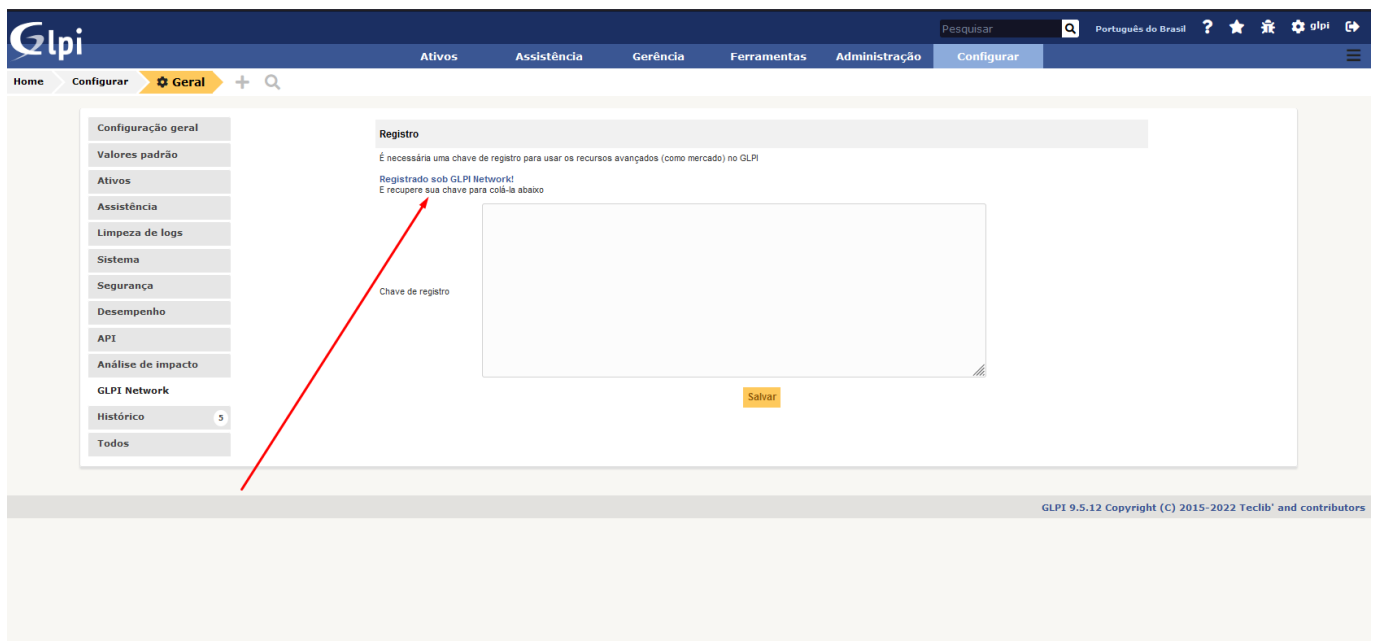 Glpi
Pesquisar
Português do Brasil ? glpi
Ativos Assistência Gerência Ferramentas Administração Configurar
Home Configurar Geral
Configuração geral
Valores padrão
Ativos
Assistência
Limpeza de logs
Sistema
Segurança
Desempenho
API
Análise de impacto
GLPI Network
Histórico 5
Todos
Registro
É necessária uma chave de registro para usar os recursos avançados (como mercado) no GLPI
Registrado sob GLPI Network!
E recupere sua chave para colá-la abaixo
Chave de registro
Salvar
GLPI 9.5.12 Copyright (C) 2015-2022 Teclib' and contributors